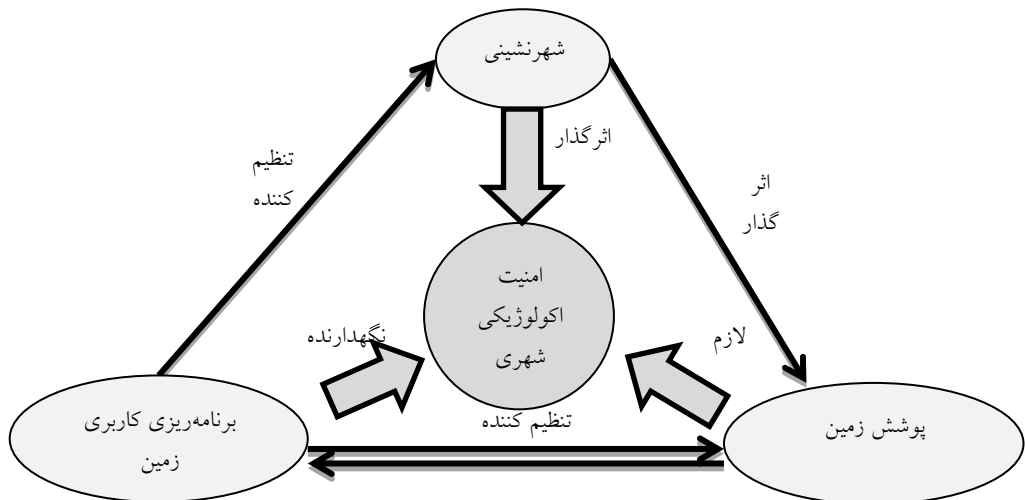 شهرنشینی
اثرگذار
تنظیم
کننده
اثر
گذار
امنیت
اکولوژیکی
شهری
نگهدارنده
لازم
تنظیم کننده
برنامه‌ریزی کاربری
زمین
پوشش زمین